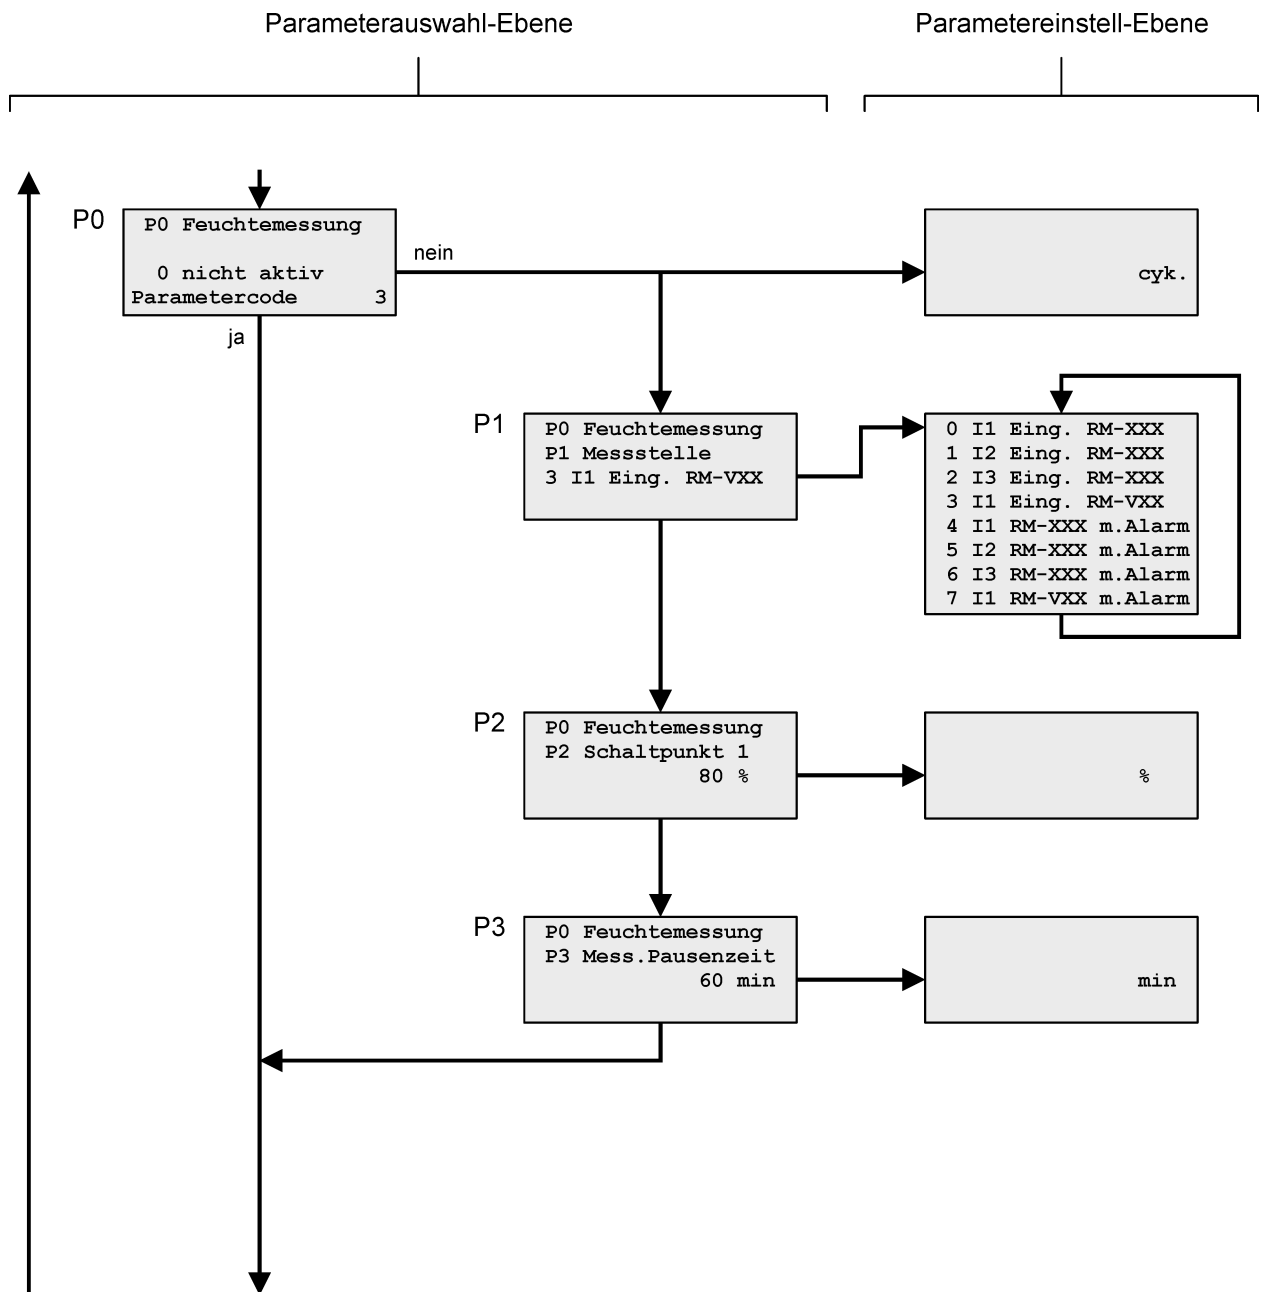 Parameterauswahl-Ebene
Parametereinstell-Ebene
P0
P0 Feuchtemessung
0 nicht aktiv
Parametercode 3
nein
ja
cyk.
P1
P0 Feuchtemessung
P1 Messstelle
3 I1 Eing. RM-VXX
0 I1 Eing. RM-XXX
1 I2 Eing. RM-XXX
2 I3 Eing. RM-XXX
3 I1 Eing. RM-VXX
4 I1 RM-XXX m.Alarm
5 I2 RM-XXX m.Alarm
6 I3 RM-XXX m.Alarm
7 I1 RM-VXX m.Alarm
P2
P0 Feuchtemessung
P2 Schaltpunkt 1
80 %
%
P3
P0 Feuchtemessung
P3 Mess.Pausenzeit
60 min
min